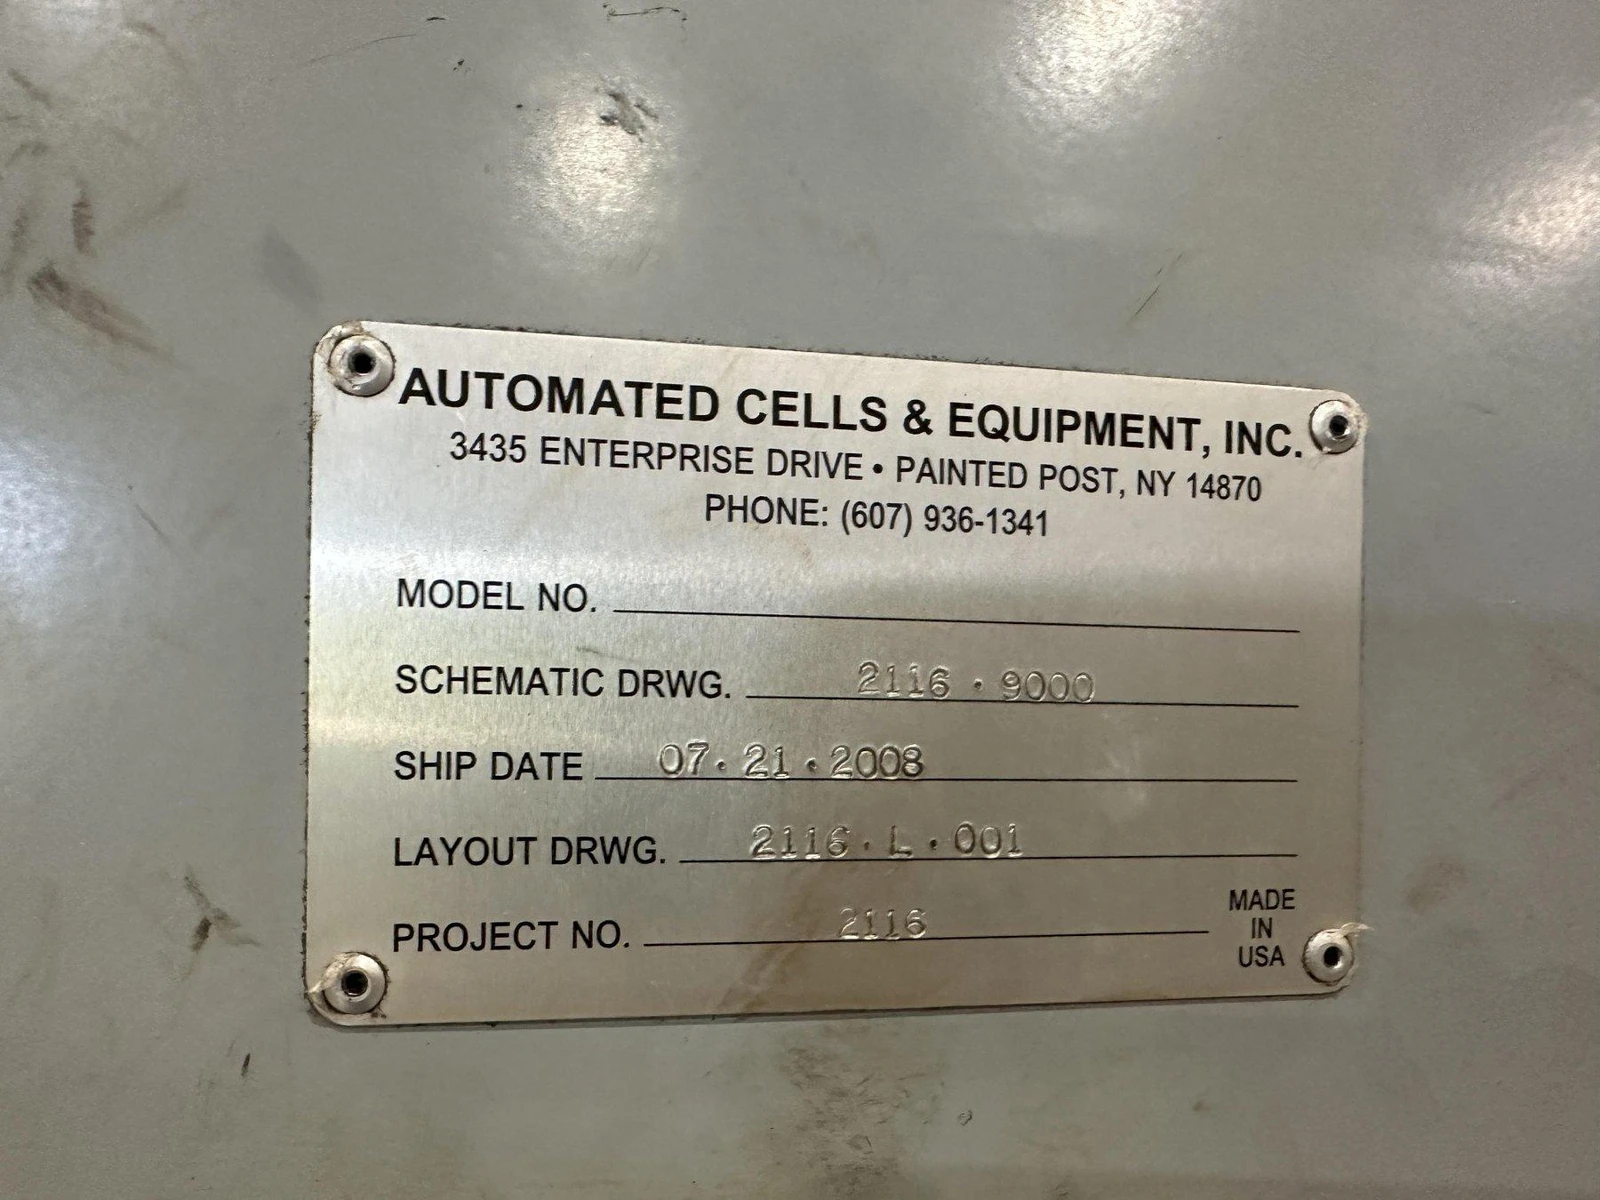 AUTOMATED CELLS & EQUIPMENT, INC.
3435 ENTERPRISE DRIVE • PAINTED POST, NY 14870
PHONE: (607) 936-1341
MODEL NO.
SCHEMATIC DRWG. 2116 · 9000
SHIP DATE 07 · 21 · 2008
LAYOUT DRWG. 2116 · L · 001
PROJECT NO. 2116
MADE
IN
USA